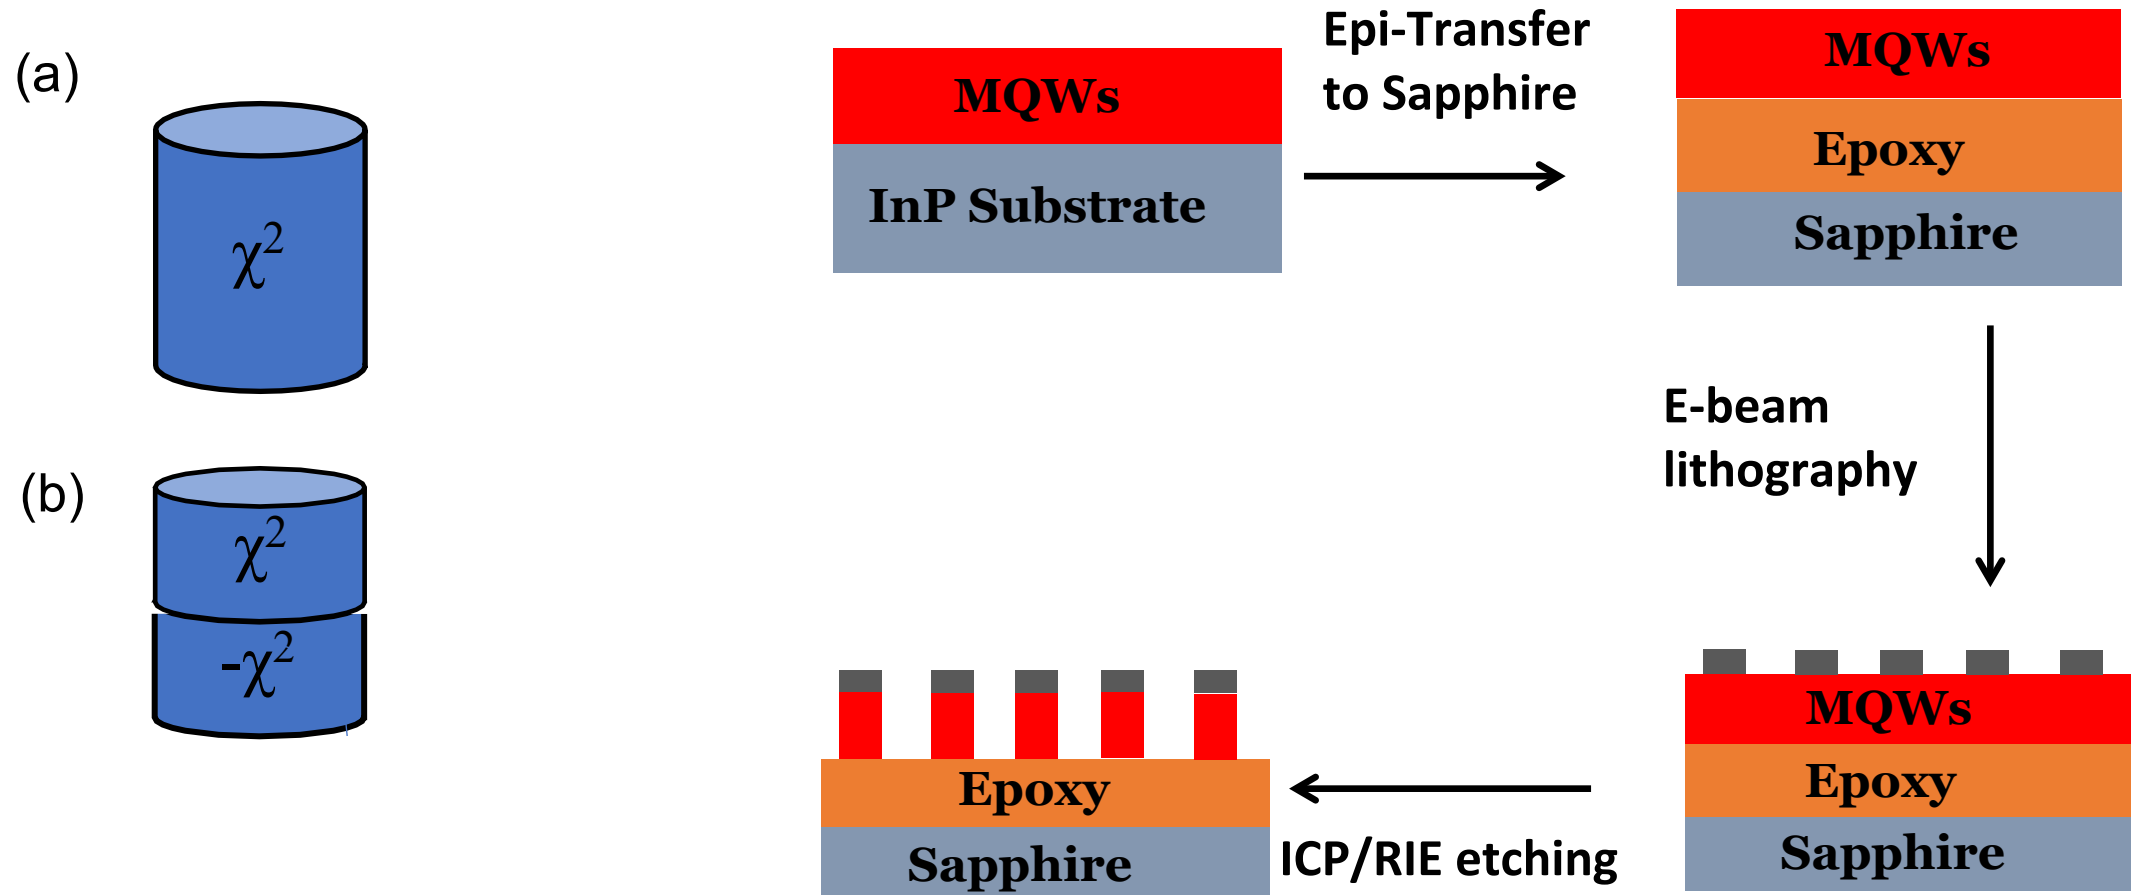 (a)
χ²
(b)
χ²
-χ²
MQWs
InP Substrate
Epi-Transfer
to Sapphire
MQWs
Epoxy
Sapphire
E-beam
lithography
MQWs
Epoxy
Sapphire
ICP/RIE etching
Epoxy
Sapphire